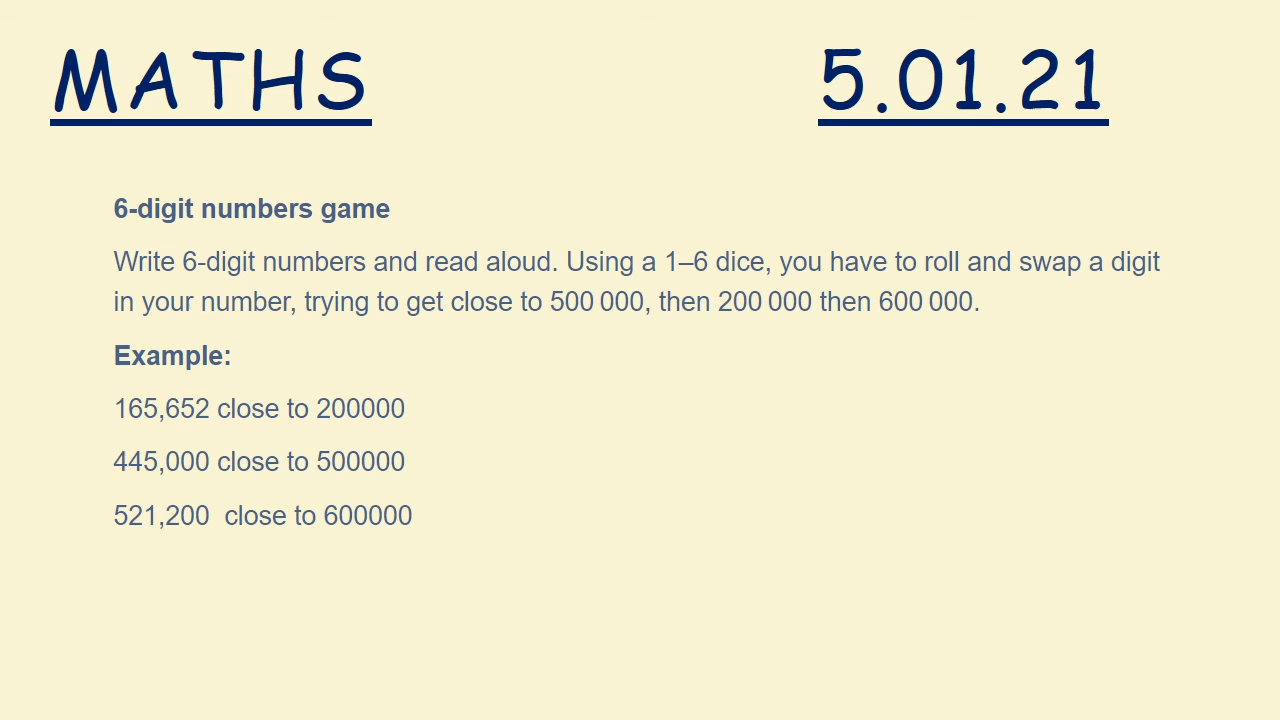 MATHS 5.01.21
6-digit numbers game
Write 6-digit numbers and read aloud. Using a 1–6 dice, you have to roll and swap a digit
in your number, trying to get close to 500 000, then 200 000 then 600 000.
Example:
165,652 close to 200000
445,000 close to 500000
521,200  close to 600000